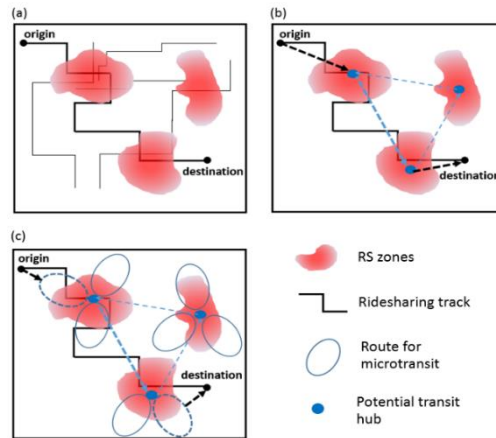 (a)
origin
destination
(b)
origin
destination
(c)
origin
destination
RS zones
Ridesharing track
Route for
microtransit
Potential transit
hub